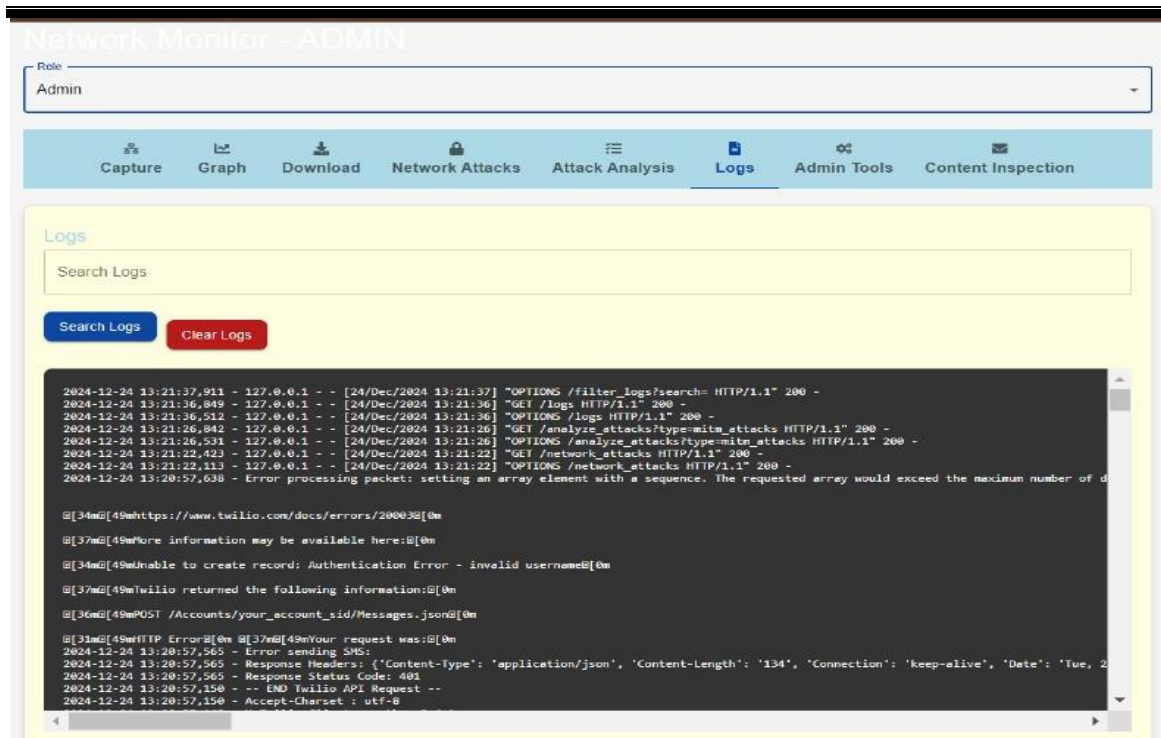 Network Monitor - ADMIN
Role
Admin
Capture Graph Download Network Attacks Attack Analysis Logs Admin Tools Content Inspection
Logs
Search Logs
Search Logs Clear Logs
2024-12-24 13:21:37,911 - 127.0.0.1 - - [24/Dec/2024 13:21:37] "OPTIONS /filter_logs?search= HTTP/1.1" 200 -
2024-12-24 13:21:36,849 - 127.0.0.1 - - [24/Dec/2024 13:21:36] "GET /logs HTTP/1.1" 200 -
2024-12-24 13:21:36,512 - 127.0.0.1 - - [24/Dec/2024 13:21:36] "OPTIONS /logs HTTP/1.1" 200 -
2024-12-24 13:21:26,842 - 127.0.0.1 - - [24/Dec/2024 13:21:26] "GET /analyze_attacks?type=mitm_attacks HTTP/1.1" 200 -
2024-12-24 13:21:26,531 - 127.0.0.1 - - [24/Dec/2024 13:21:26] "OPTIONS /analyze_attacks?type=mitm_attacks HTTP/1.1" 200 -
2024-12-24 13:21:22,423 - 127.0.0.1 - - [24/Dec/2024 13:21:22] "GET /network_attacks HTTP/1.1" 200 -
2024-12-24 13:21:22,113 - 127.0.0.1 - - [24/Dec/2024 13:21:22] "OPTIONS /network_attacks HTTP/1.1" 200 -
2024-12-24 13:20:57,638 - Error processing packet: setting an array element with a sequence. The requested array would exceed the maximum number of d
[34m[49mhttps://www.twilio.com/docs/errors/20003[0m
[37m[49mMore information may be available here:[0m
[34m[49mUnable to create record: Authentication Error - invalid username[0m
[37m[49mTwilio returned the following information:[0m
[36m[49mPOST /Accounts/your_account_sid/Messages.json[0m
[31m[49mHTTP Error[0m [37m[49mYour request was:[0m
2024-12-24 13:20:57,565 - Error sending SMS:
2024-12-24 13:20:57,565 - Response Headers: {'Content-Type': 'application/json', 'Content-Length': '134', 'Connection': 'keep-alive', 'Date': 'Tue, 2
2024-12-24 13:20:57,565 - Response Status Code: 401
2024-12-24 13:20:57,150 - -- END Twilio API Request --
2024-12-24 13:20:57,150 - Accept-Charset : utf-8